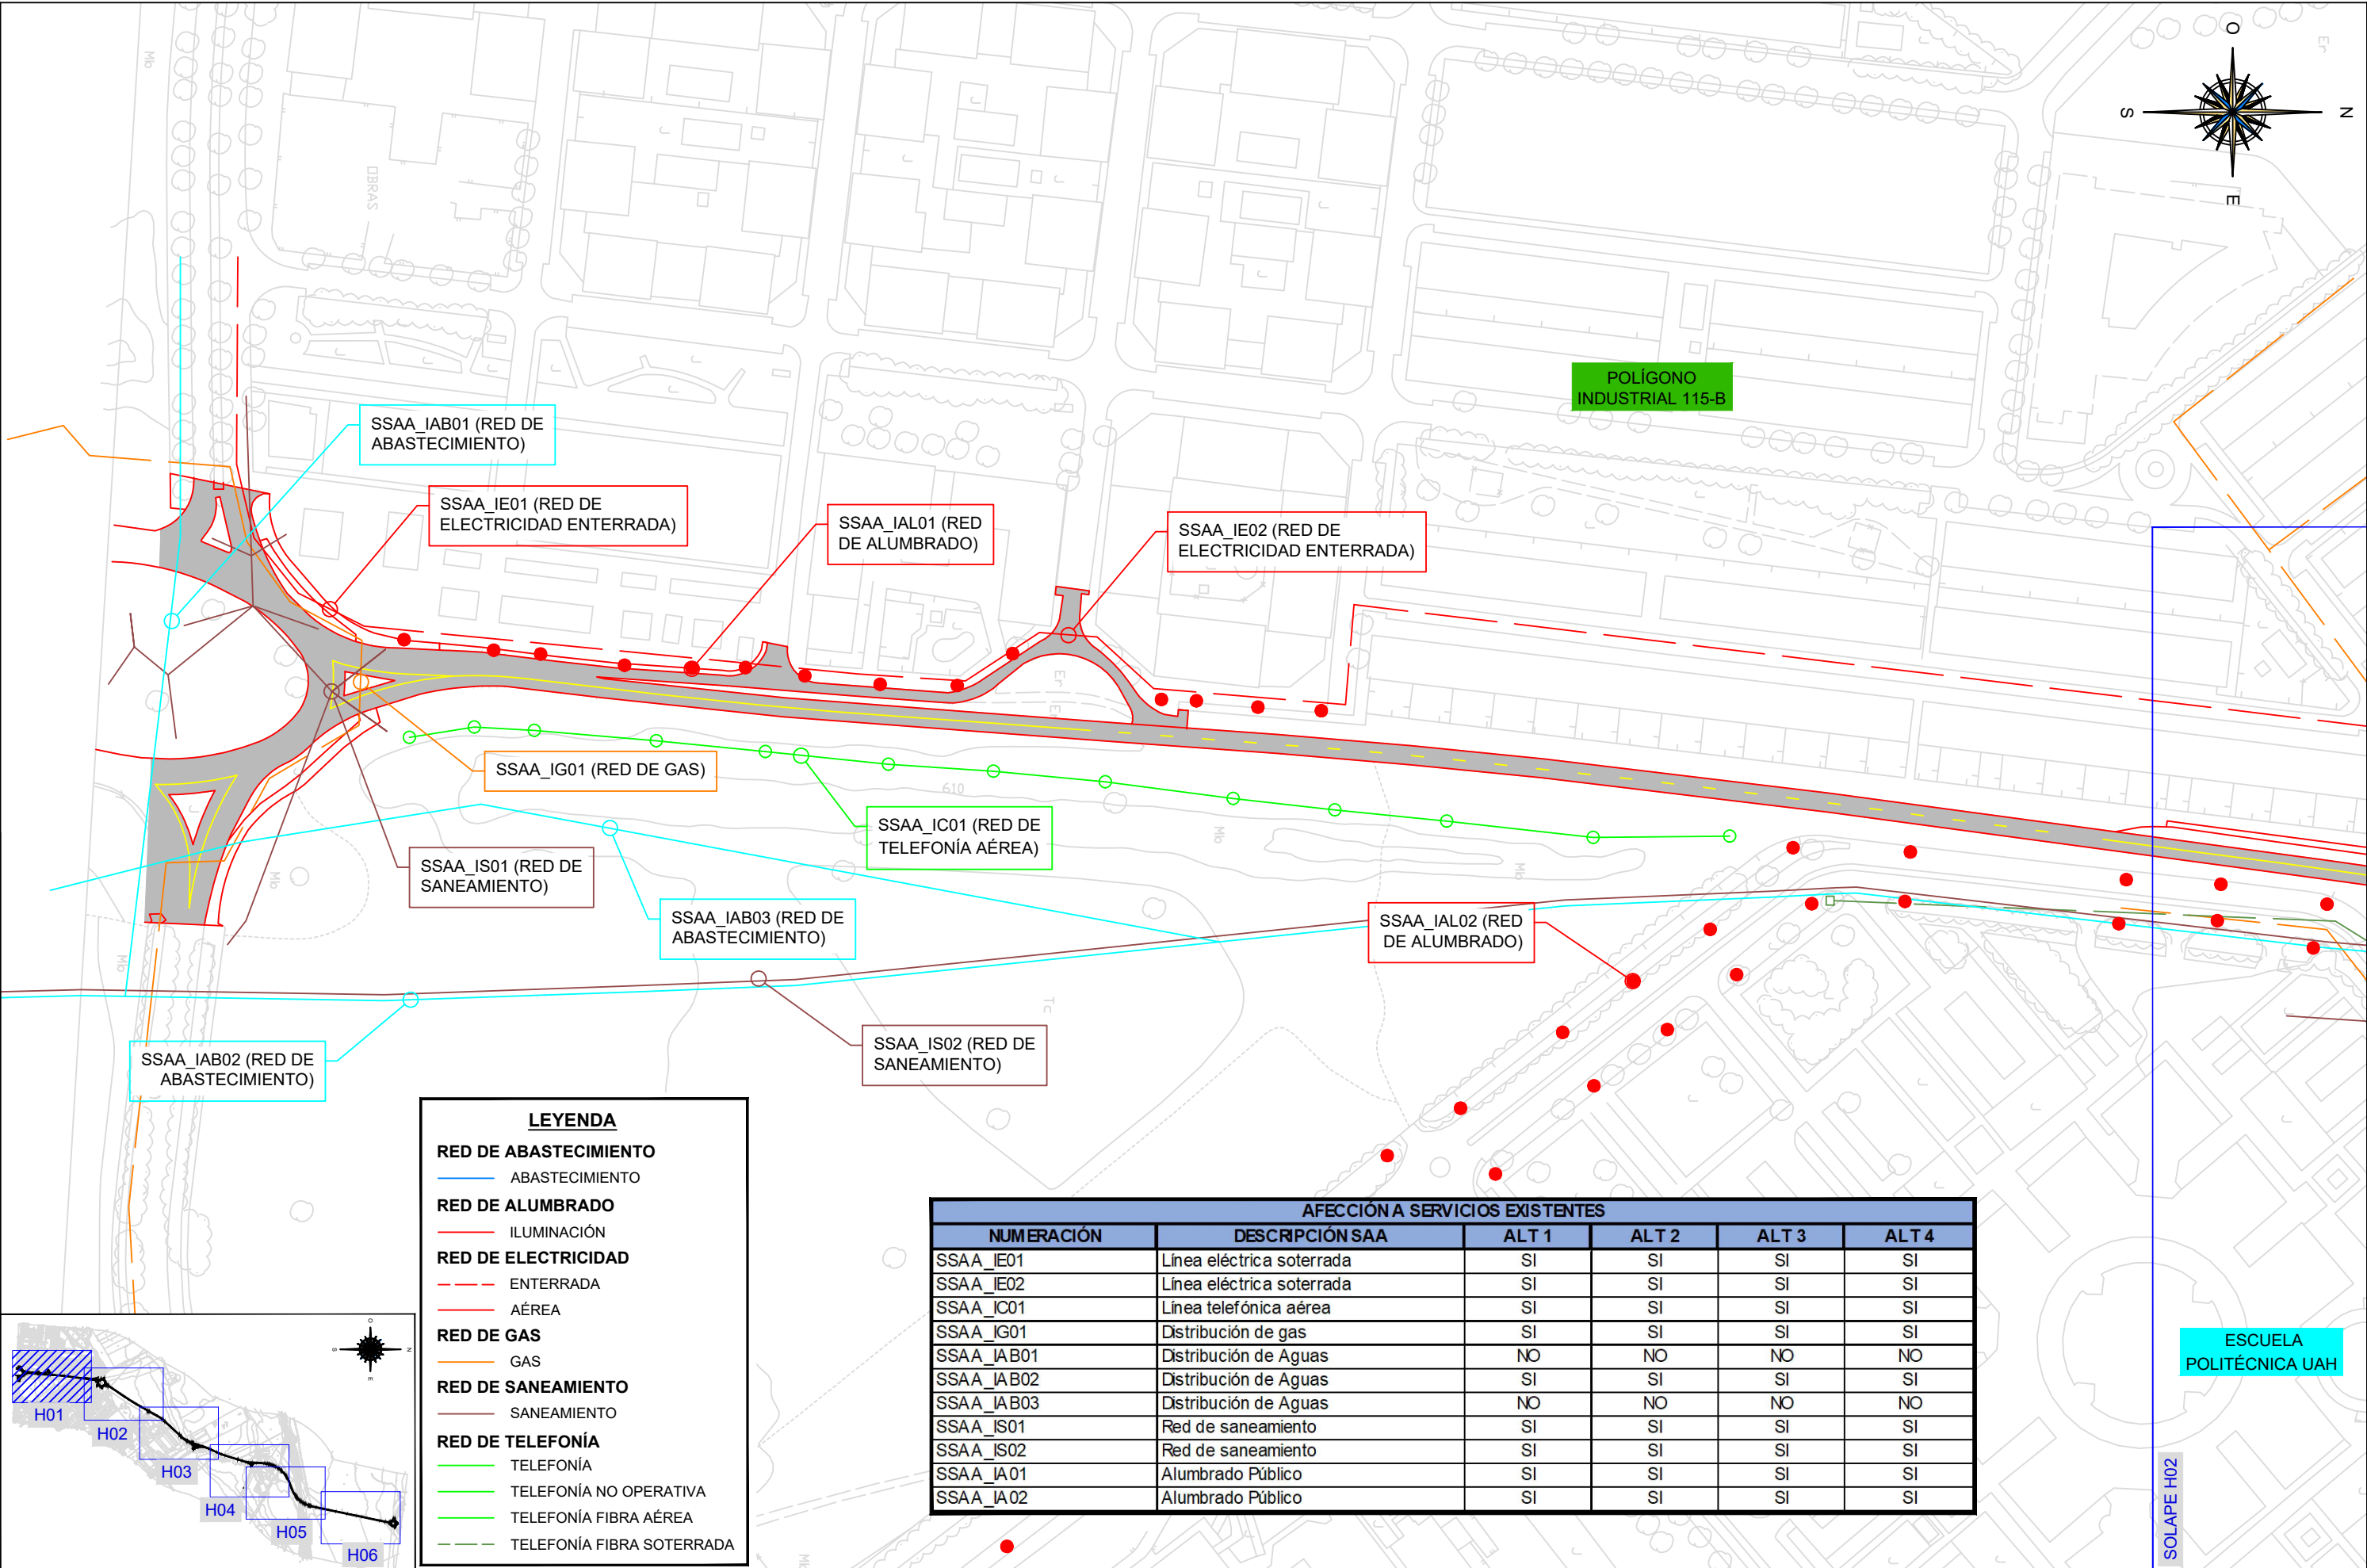 O
S
N
E
Er
Mb
OBRAS
POLÍGONO
INDUSTRIAL 115-B
SSAA_IAB01 (RED DE
ABASTECIMIENTO)
SSAA_IE01 (RED DE
ELECTRICIDAD ENTERRADA)
SSAA_IAL01 (RED
DE ALUMBRADO)
SSAA_IE02 (RED DE
ELECTRICIDAD ENTERRADA)
Er
SSAA_IG01 (RED DE GAS)
610
SSAA_IC01 (RED DE
TELEFONÍA AÉREA)
Mb
Mb
SSAA_IS01 (RED DE
SANEAMIENTO)
Mb
SSAA_IAB03 (RED DE
ABASTECIMIENTO)
SSAA_IAL02 (RED
DE ALUMBRADO)
Mb
Tc
SSAA_IAB02 (RED DE
ABASTECIMIENTO)
SSAA_IS02 (RED DE
SANEAMIENTO)
LEYENDA
RED DE ABASTECIMIENTO
ABASTECIMIENTO
RED DE ALUMBRADO
ILUMINACIÓN
RED DE ELECTRICIDAD
ENTERRADA
AÉREA
RED DE GAS
GAS
RED DE SANEAMIENTO
SANEAMIENTO
RED DE TELEFONÍA
TELEFONÍA
TELEFONÍA NO OPERATIVA
TELEFONÍA FIBRA AÉREA
TELEFONÍA FIBRA SOTERRADA
AFECCIÓN A SERVICIOS EXISTENTES
NUMERACIÓN DESCRIPCIÓN SAA ALT 1 ALT 2 ALT 3 ALT 4
SSAA_IE01 Línea eléctrica soterrada SI SI SI SI
SSAA_IE02 Línea eléctrica soterrada SI SI SI SI
SSAA_IC01 Línea telefónica aérea SI SI SI SI
SSAA_IG01 Distribución de gas SI SI SI SI
SSAA_IAB01 Distribución de Aguas NO NO NO NO
SSAA_IAB02 Distribución de Aguas SI SI SI SI
SSAA_IAB03 Distribución de Aguas NO NO NO NO
SSAA_IS01 Red de saneamiento SI SI SI SI
SSAA_IS02 Red de saneamiento SI SI SI SI
SSAA_IA01 Alumbrado Público SI SI SI SI
SSAA_IA02 Alumbrado Público SI SI SI SI
ESCUELA
POLITÉCNICA UAH
SOLAPE H02
O
S
N
E
H01
H02
H03
H04
H05
H06